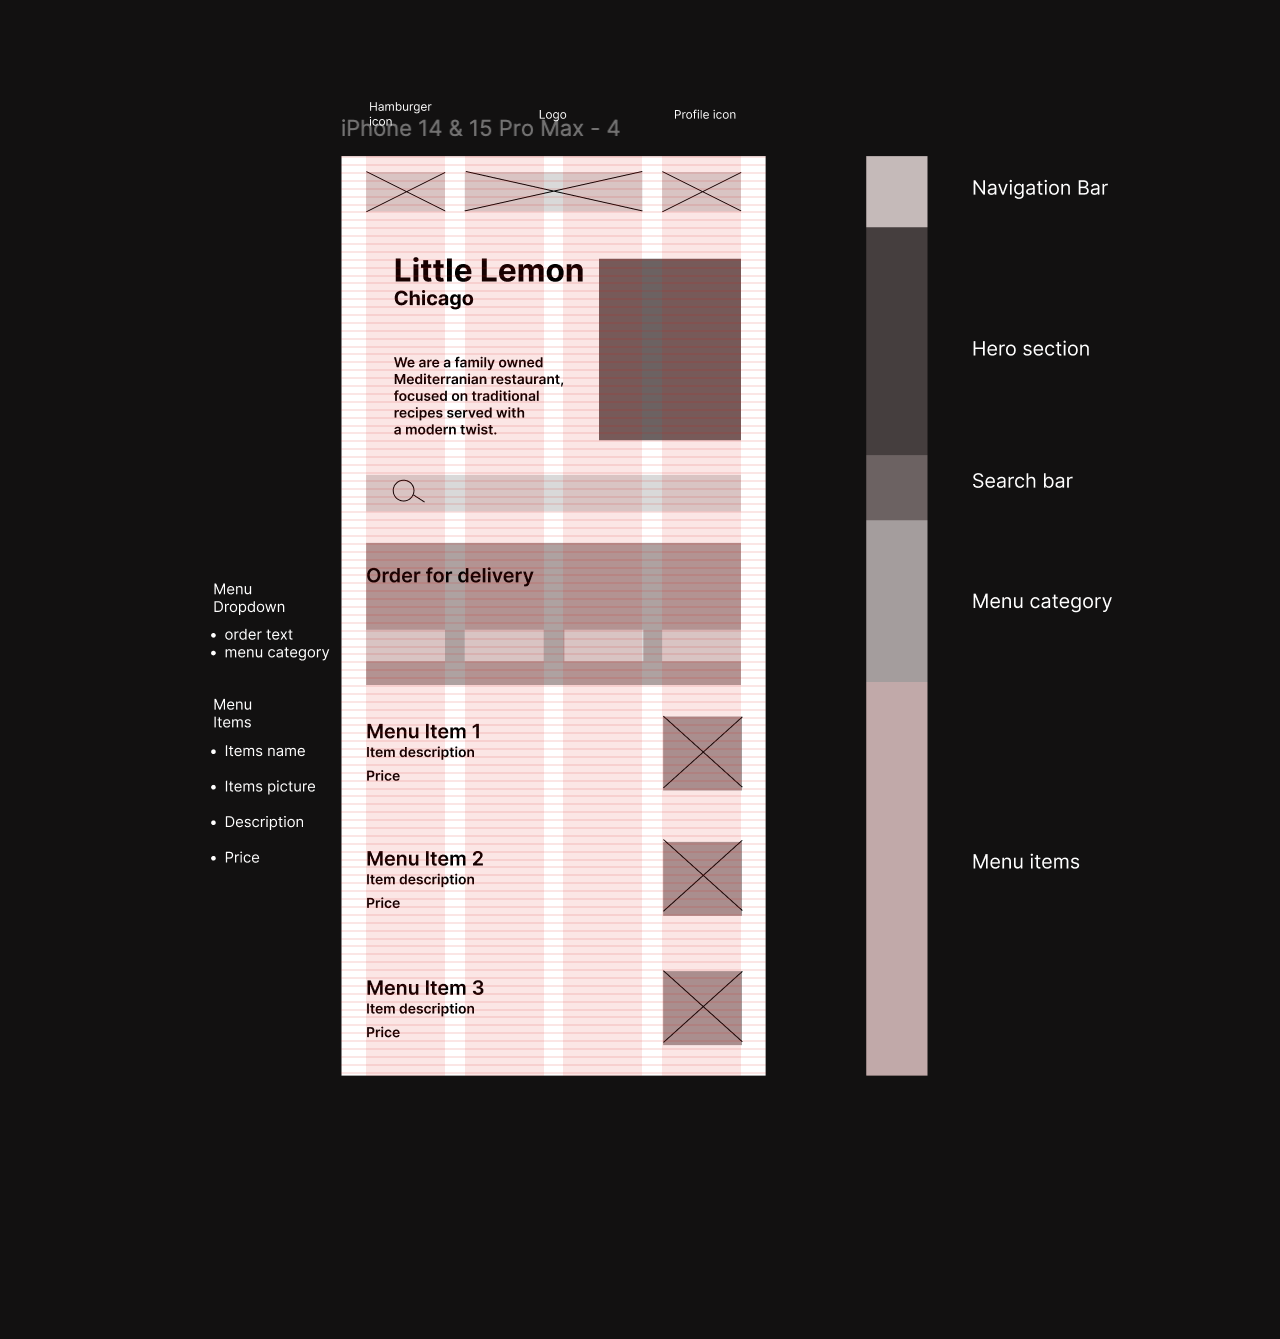 Hamburger
icon
Logo
Profile icon
iPhone 14 & 15 Pro Max - 4
Navigation Bar
Little Lemon
Chicago
Hero section
We are a family owned
Mediterranian restaurant,
focused on traditional
recipes served with
a modern twist.
Search bar
Order for delivery
Menu
Dropdown
• order text
• menu category
Menu category
Menu
Items
• Items name
• Items picture
• Description
• Price
Menu Item 1
Item description
Price
Menu Item 2
Item description
Price
Menu items
Menu Item 3
Item description
Price